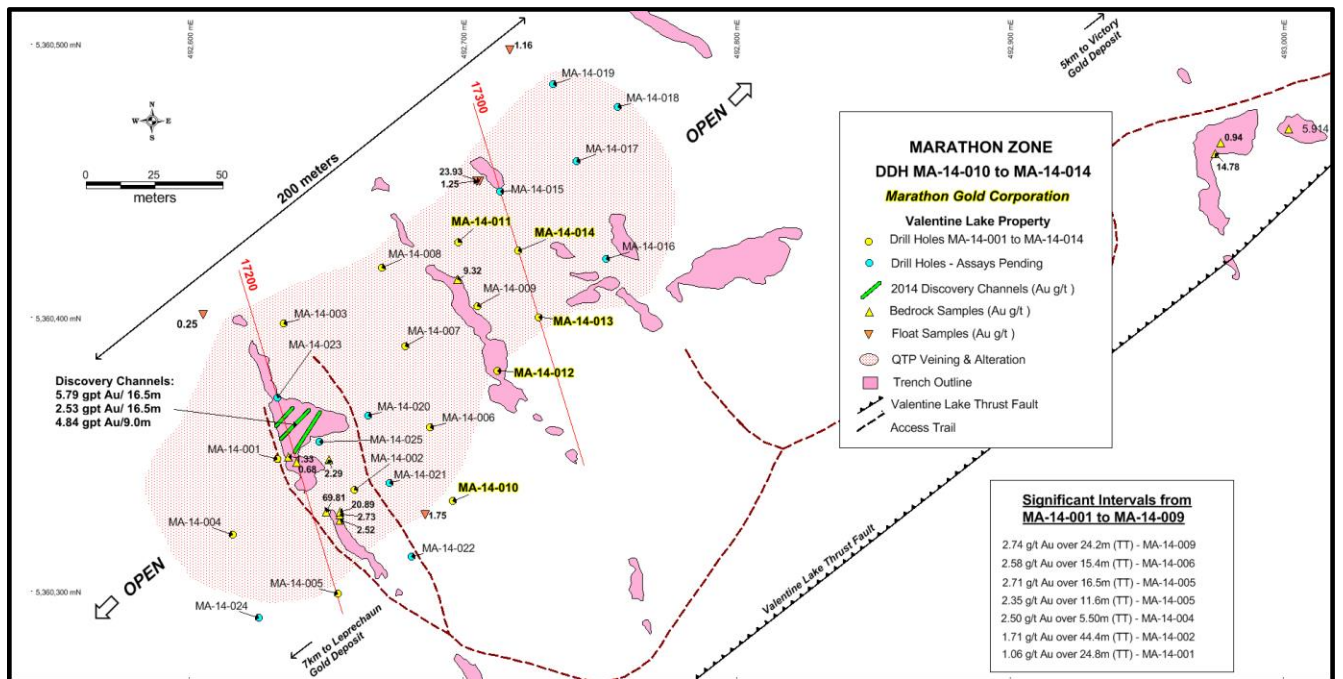 492,600 mE
492,700 mE
492,800 mE
492,900 mE
493,000 mE
5,360,500 mN
5,360,400 mN
5,360,300 mN
N
W
E
S
0
25
50
meters
200 meters
1.16
MA-14-019
MA-14-018
17300
OPEN
5km to Victory
Gold Deposit
MA-14-017
23.93
1.25
MA-14-015
MA-14-011
MA-14-014
MA-14-016
MA-14-008
17200
9.32
MA-14-009
0.25
MA-14-003
MA-14-013
MA-14-007
MA-14-023
MA-14-012
Discovery Channels:
5.79 gpt Au/ 16.5m
2.53 gpt Au/ 16.5m
4.84 gpt Au/9.0m
MA-14-020
MA-14-006
MA-14-025
MA-14-001
MA-14-002
0.68
2.29
MA-14-021
69.81
20.89
2.73
2.52
MA-14-010
1.75
MA-14-004
MA-14-022
OPEN
MA-14-005
MA-14-024
7km to Leprechaun
Gold Deposit
Valentine Lake Thrust Fault
0.94
14.78
5.914
MARATHON ZONE
DDH MA-14-010 to MA-14-014
Marathon Gold Corporation
Valentine Lake Property
Drill Holes MA-14-001 to MA-14-014
Drill Holes - Assays Pending
2014 Discovery Channels (Au g/t )
Bedrock Samples (Au g/t )
Float Samples (Au g/t )
QTP Veining & Alteration
Trench Outline
Valentine Lake Thrust Fault
Access Trail
Significant Intervals from
MA-14-001 to MA-14-009
2.74 g/t Au over 24.2m (TT) - MA-14-009
2.58 g/t Au over 15.4m (TT) - MA-14-006
2.71 g/t Au over 16.5m (TT) - MA-14-005
2.35 g/t Au over 11.6m (TT) - MA-14-005
2.50 g/t Au over 5.50m (TT) - MA-14-004
1.71 g/t Au over 44.4m (TT) - MA-14-002
1.06 g/t Au over 24.8m (TT) - MA-14-001